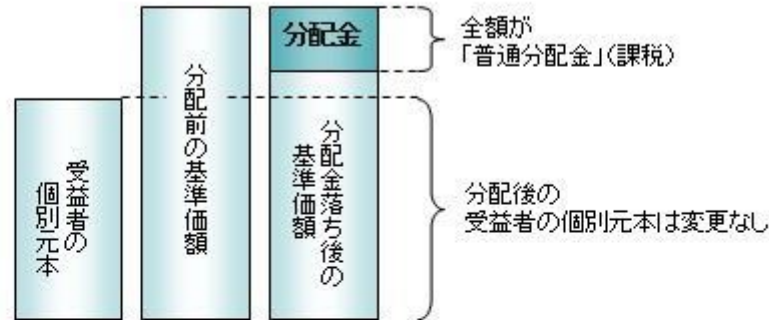 受益者の
個別元本
分配前の基準価額
分配金
分配金落ち後の
基準価額
全額が
「普通分配金」(課税)
分配後の
受益者の個別元本は変更なし